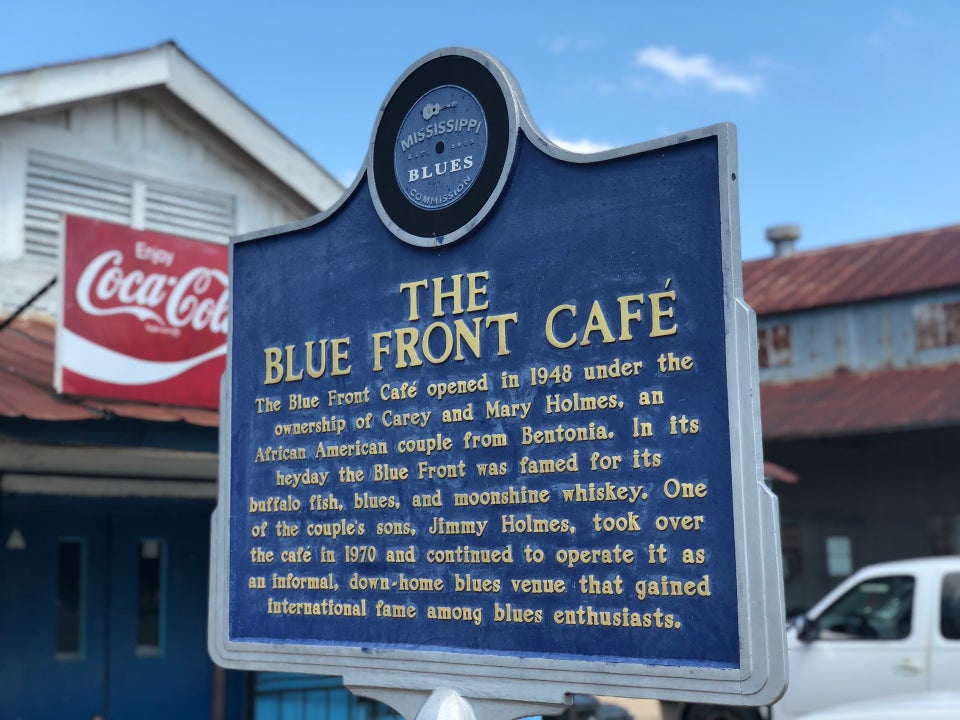 MISSISSIPPI
BLUES
COMMISSION
Enjoy
Coca-Cola
THE
BLUE FRONT CAFÉ
The Blue Front Café opened in 1948 under the
ownership of Carey and Mary Holmes, an
African American couple from Bentonia. In its
heyday the Blue Front was famed for its
buffalo fish, blues, and moonshine whiskey. One
of the couple's sons, Jimmy Holmes, took over
the café in 1970 and continued to operate it as
an informal, down-home blues venue that gained
international fame among blues enthusiasts.